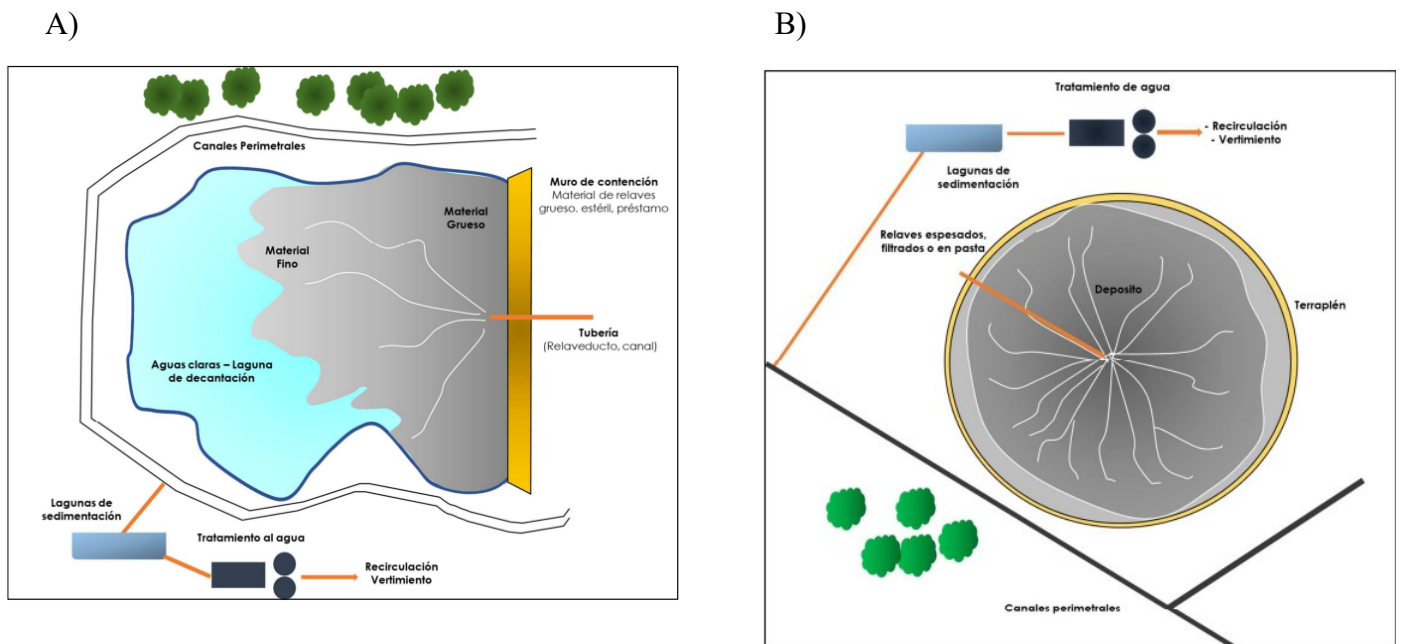 A)
Canales Perimetrales
Muro de contención
Material de relaves
grueso, estéril, préstamo
Material
Grueso
Material
Fino
Tubería
(Relaveducto, canal)
Aguas claras – Laguna
de decantación
Lagunas de
sedimentación
Tratamiento al agua
Recirculación
Vertimiento
B)
Tratamiento de agua
- Recirculación
- Vertimiento
Lagunas de
sedimentación
Relaves espesados,
filtrados o en pasta
Deposito
Terraplén
Canales perimetrales